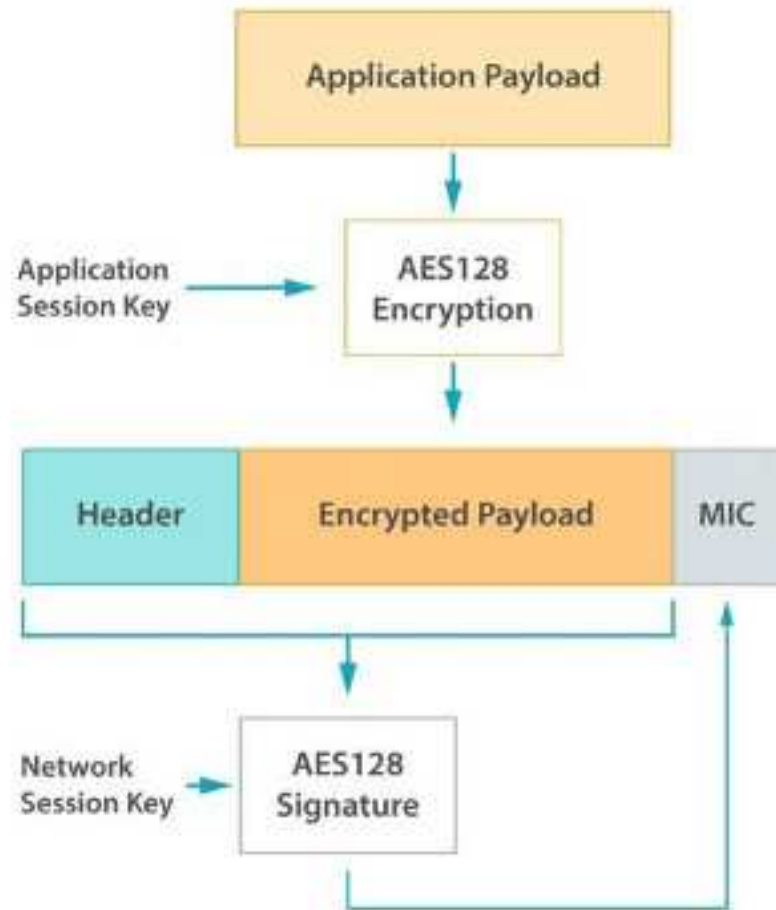 Application Payload
Application
Session Key
AES128
Encryption
Header
Encrypted Payload
MIC
Network
Session Key
AES128
Signature